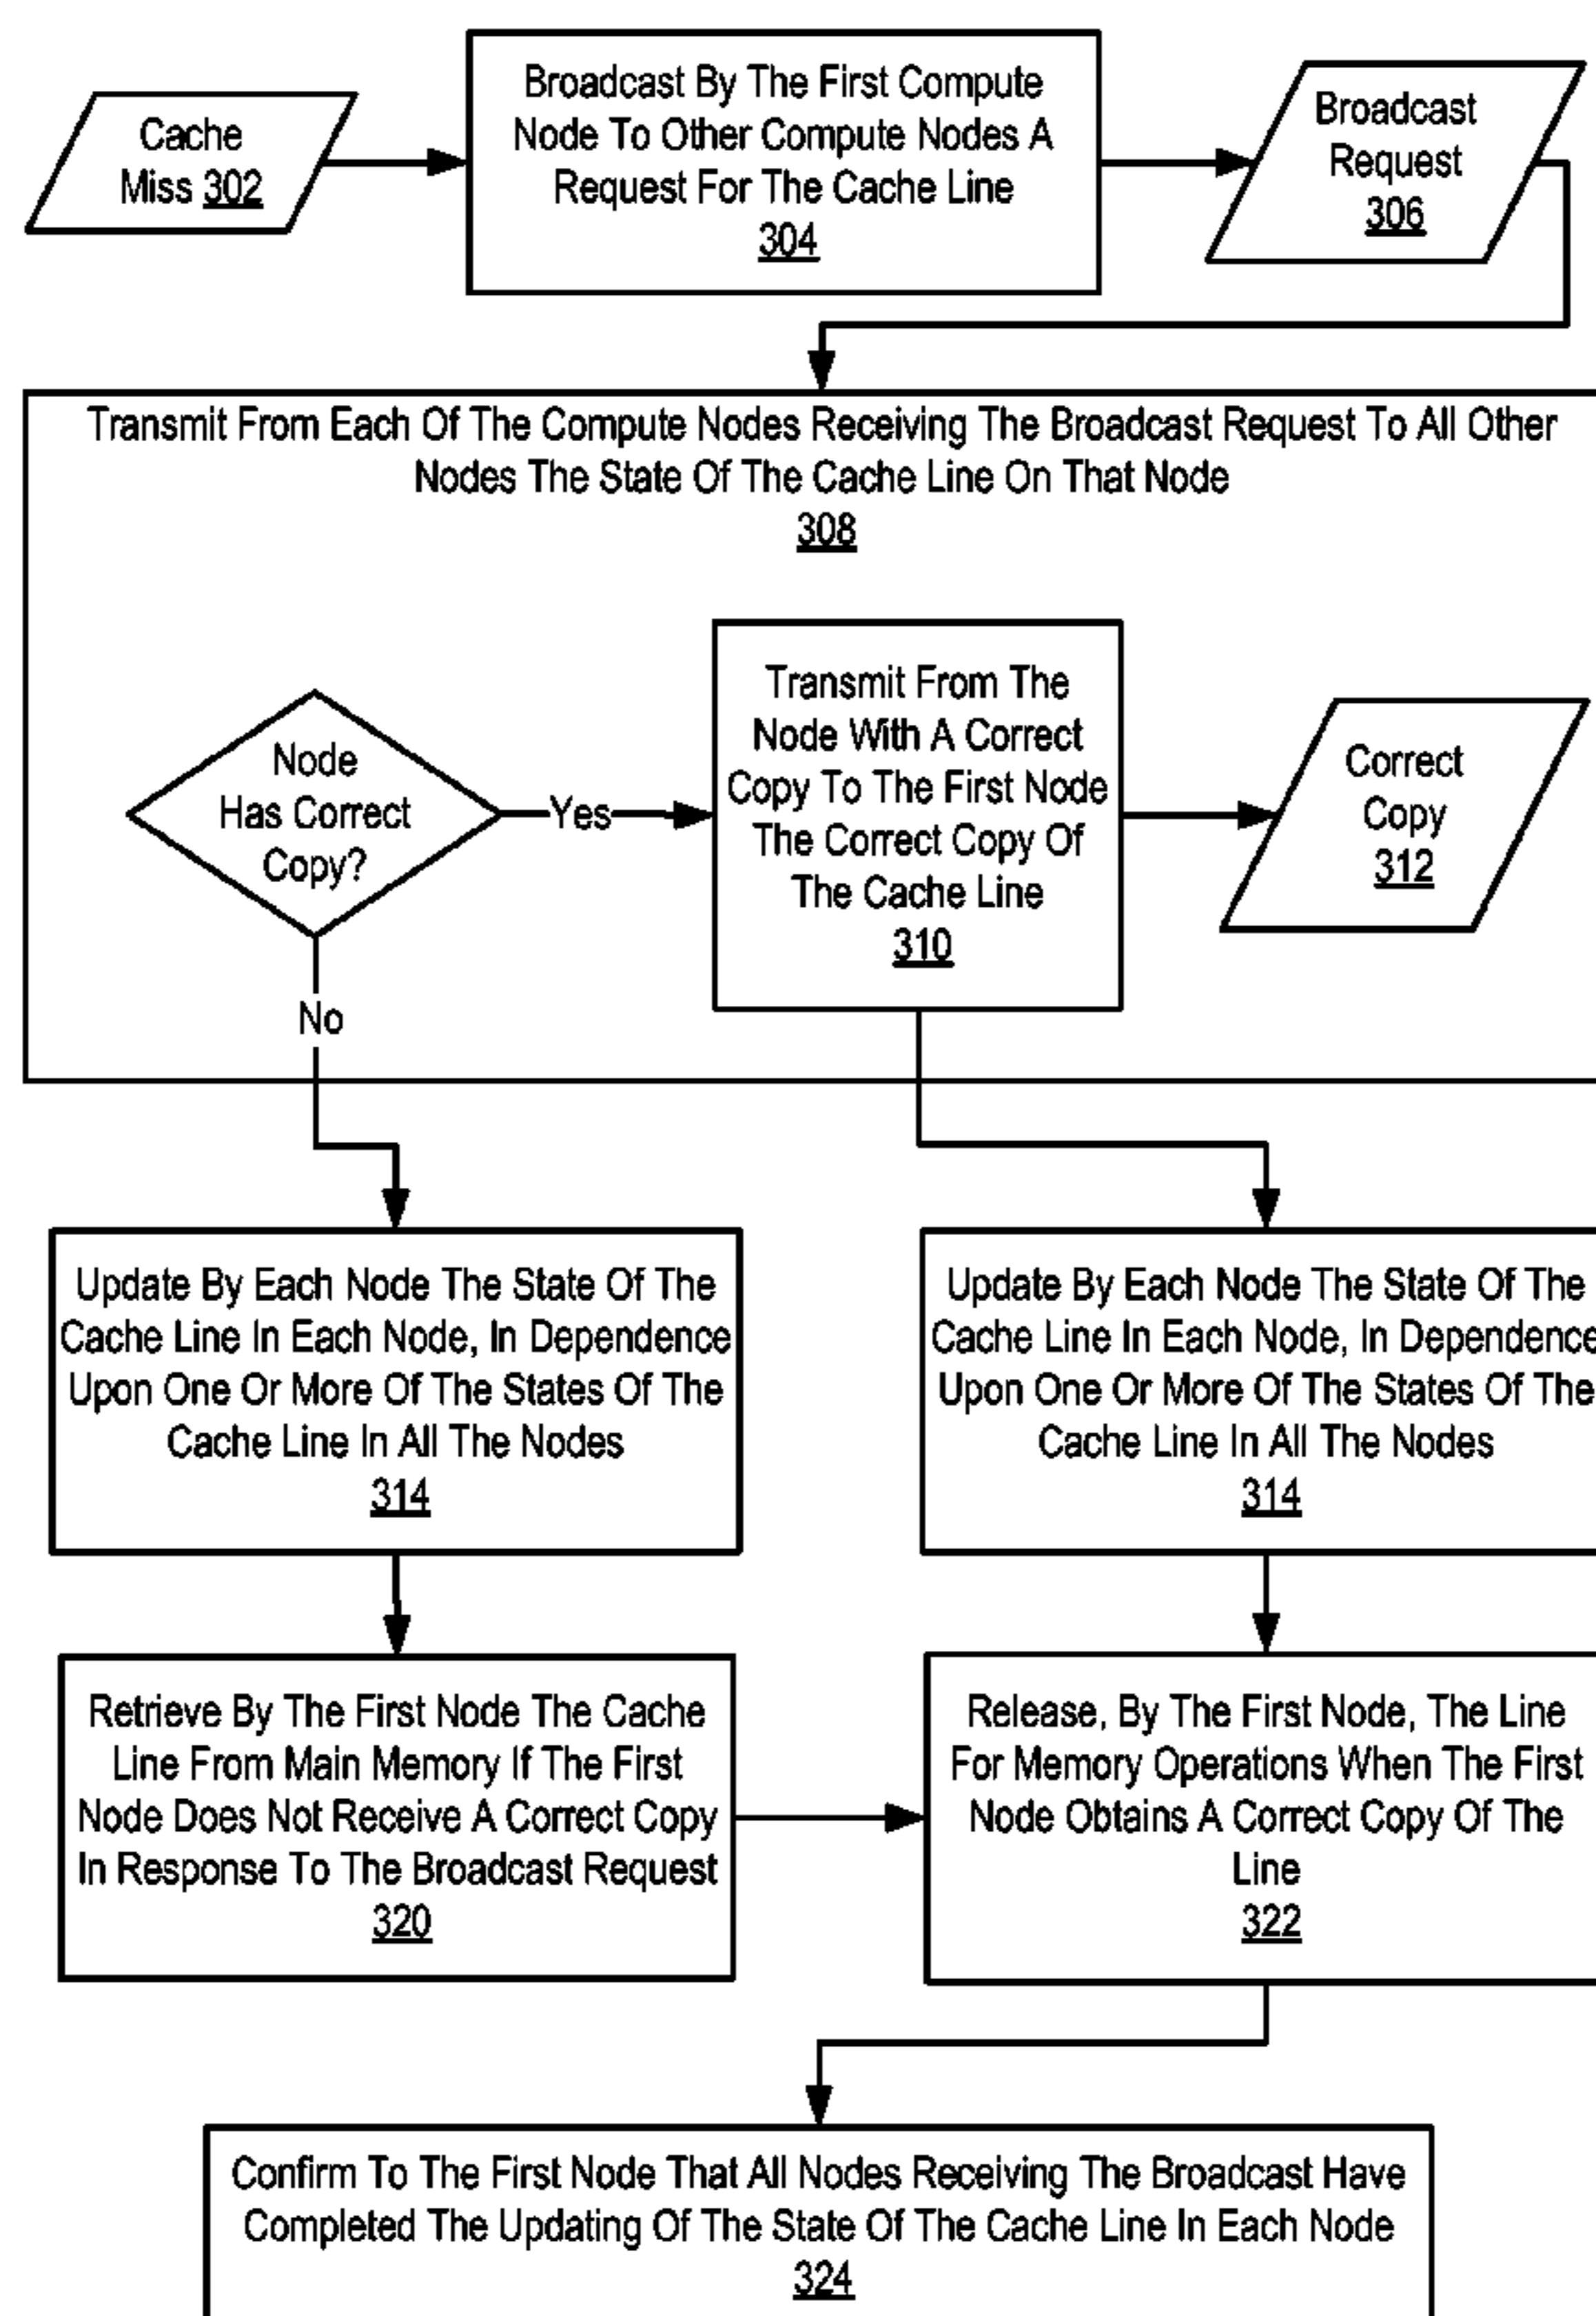 Cache
Miss 302
Broadcast By The First Compute
Node To Other Compute Nodes A
Request For The Cache Line
304
Broadcast
Request
306
Transmit From Each Of The Compute Nodes Receiving The Broadcast Request To All Other
Nodes The State Of The Cache Line On That Node
308
Node
Has Correct
Copy?
Yes
Transmit From The
Node With A Correct
Copy To The First Node
The Correct Copy Of
The Cache Line
310
Correct
Copy
312
No
Update By Each Node The State Of The
Cache Line In Each Node, In Dependence
Upon One Or More Of The States Of The
Cache Line In All The Nodes
314
Update By Each Node The State Of The
Cache Line In Each Node, In Dependence
Upon One Or More Of The States Of The
Cache Line In All The Nodes
314
Retrieve By The First Node The Cache
Line From Main Memory If The First
Node Does Not Receive A Correct Copy
In Response To The Broadcast Request
320
Release, By The First Node, The Line
For Memory Operations When The First
Node Obtains A Correct Copy Of The
Line
322
Confirm To The First Node That All Nodes Receiving The Broadcast Have
Completed The Updating Of The State Of The Cache Line In Each Node
324